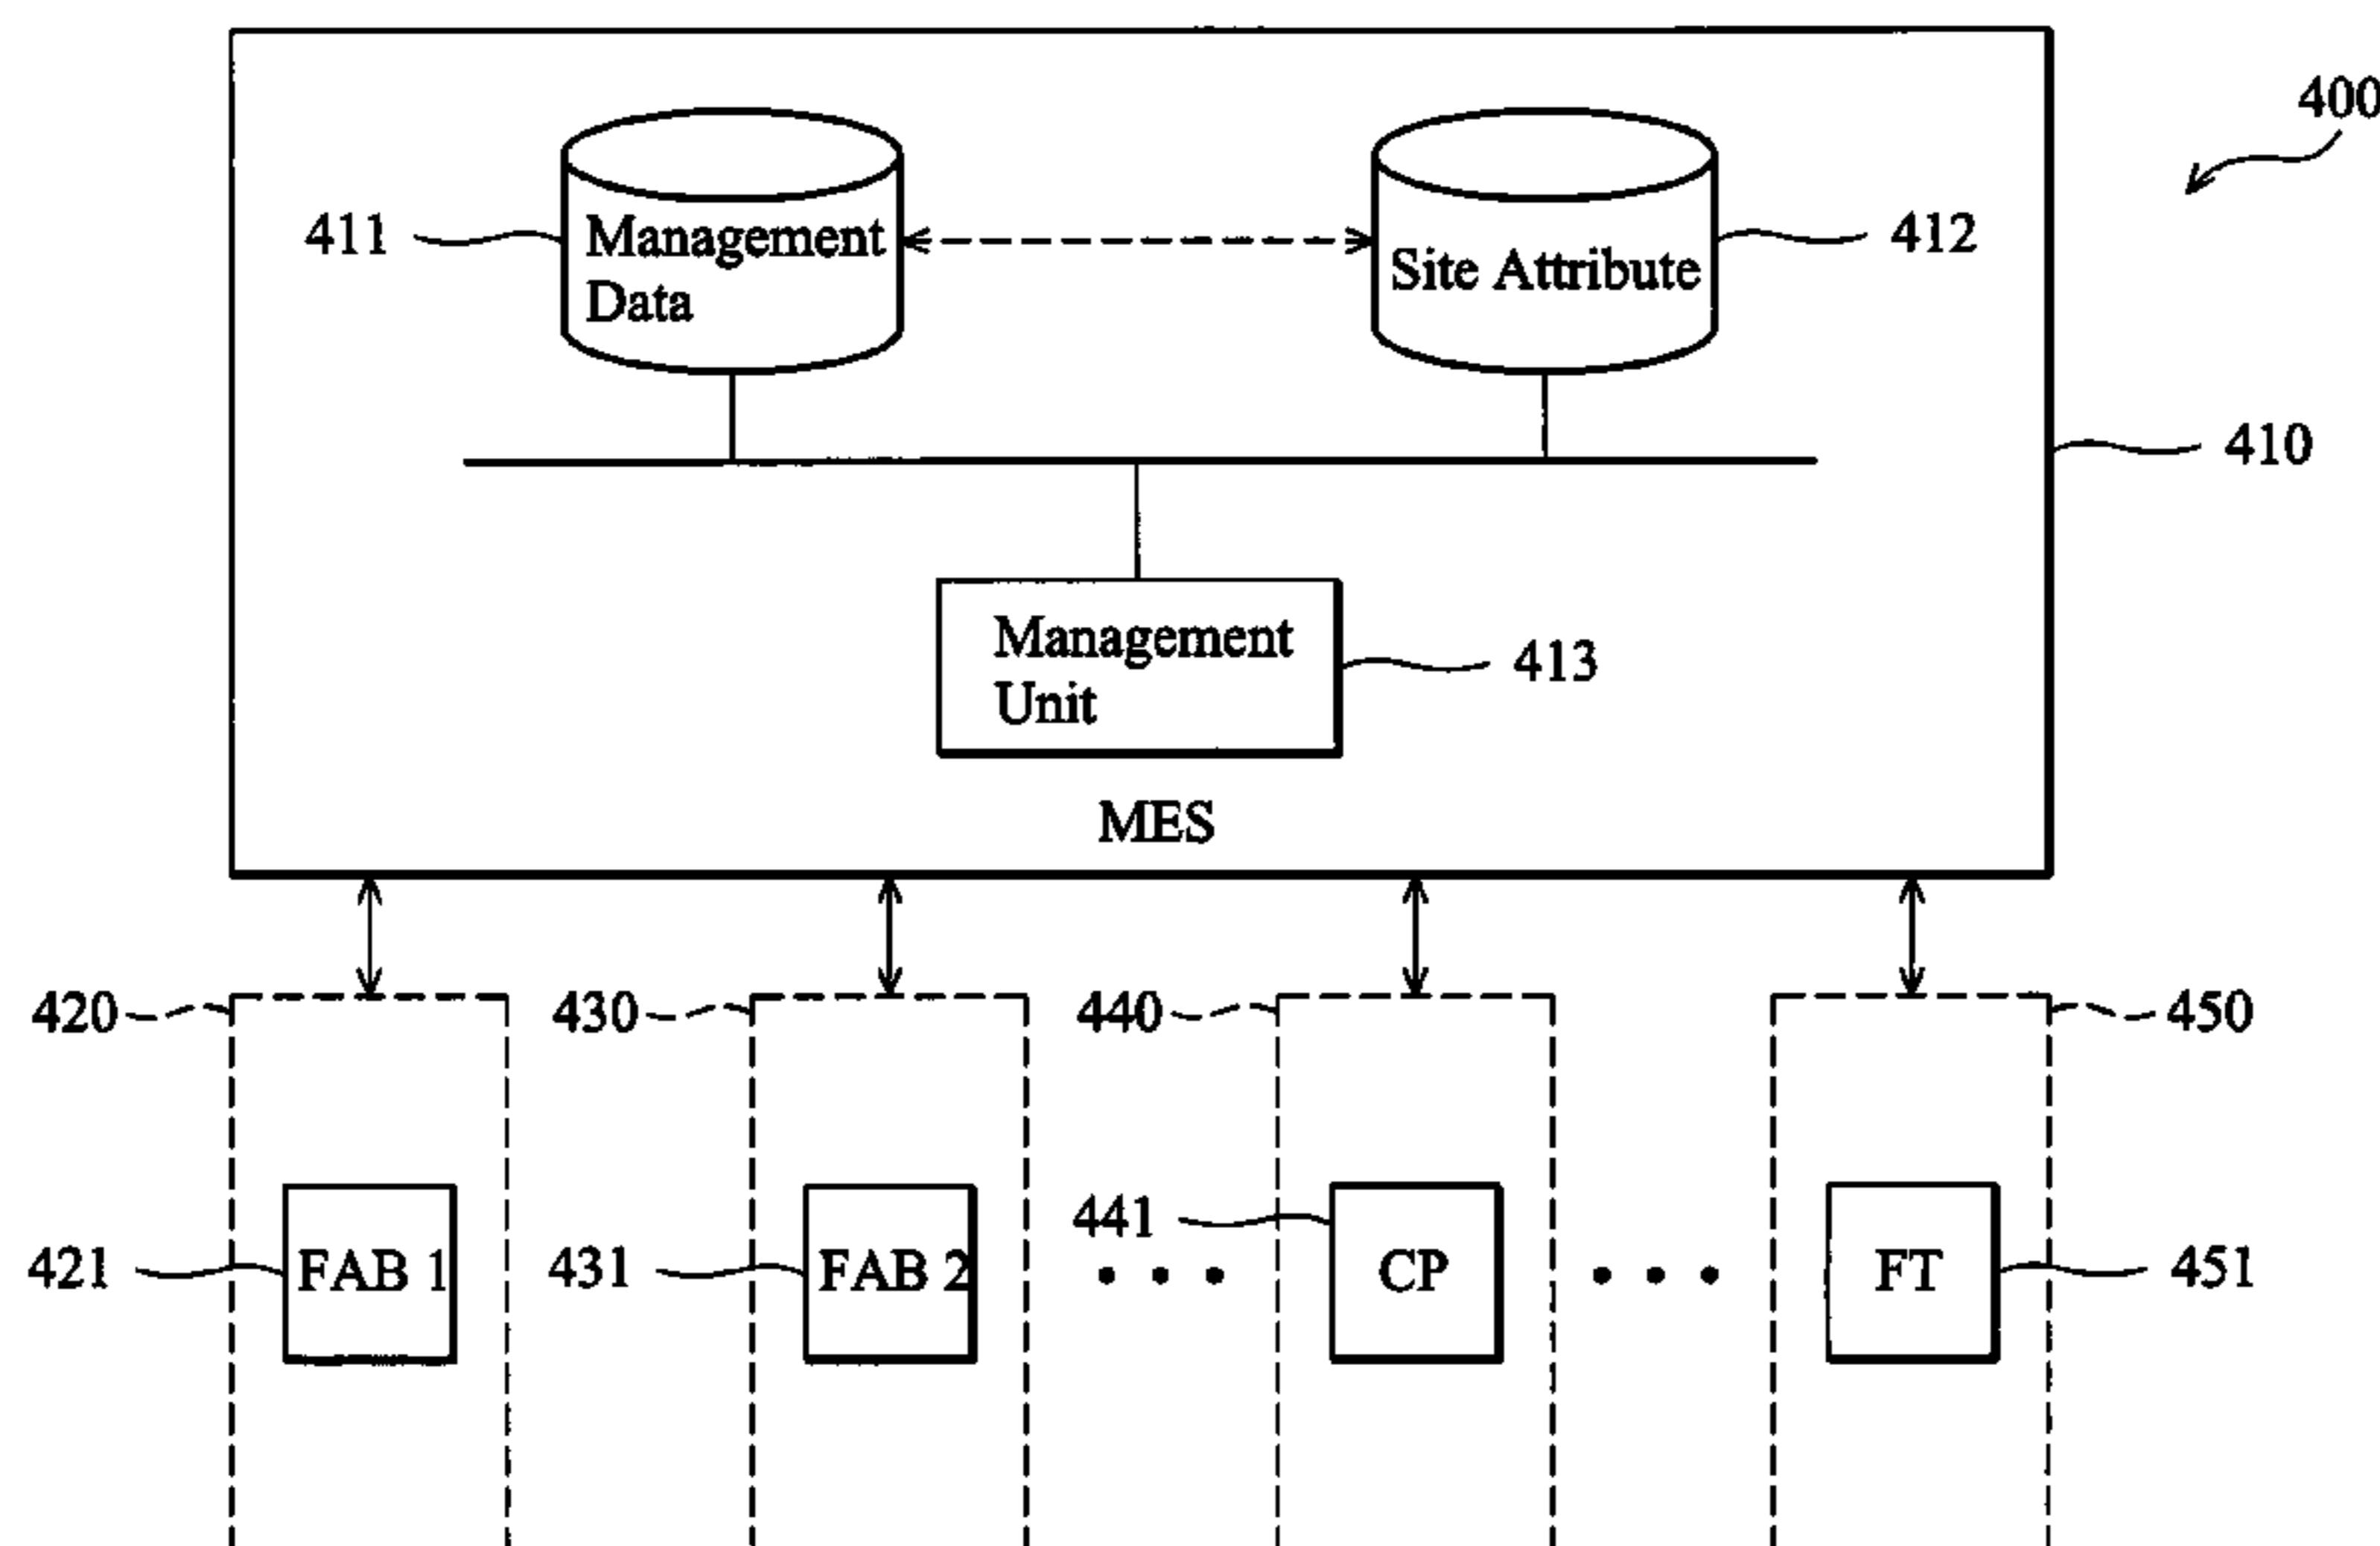 400
411
Management
Data
Site Attribute
412
410
Management
Unit
413
MES
420
430
440
450
421
FAB 1
431
FAB 2
441
CP
FT
451